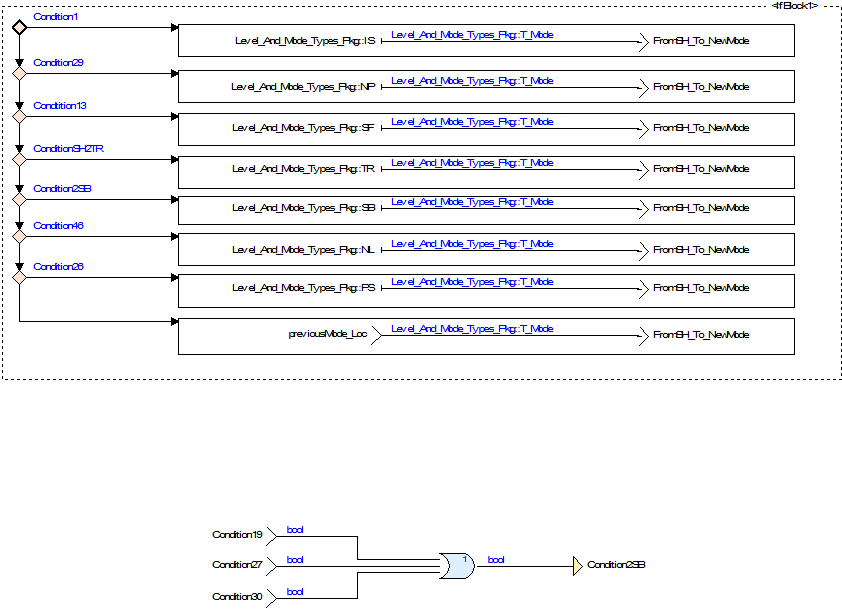 <IfBlock1>
Condition1
Level_And_Mode_Types_Pkg::IS Level_And_Mode_Types_Pkg::T_Mode FromSH_To_NewMode
Condition29
Level_And_Mode_Types_Pkg::NP Level_And_Mode_Types_Pkg::T_Mode FromSH_To_NewMode
Condtition13
Level_And_Mode_Types_Pkg::SF Level_And_Mode_Types_Pkg::T_Mode FromSH_To_NewMode
ConditionSH2TR
Level_And_Mode_Types_Pkg::TR Level_And_Mode_Types_Pkg::T_Mode FromSH_To_NewMode
Condition2SB
Level_And_Mode_Types_Pkg::SB Level_And_Mode_Types_Pkg::T_Mode FromSH_To_NewMode
Condition46
Level_And_Mode_Types_Pkg::NL Level_And_Mode_Types_Pkg::T_Mode FromSH_To_NewMode
Condition26
Level_And_Mode_Types_Pkg::PS Level_And_Mode_Types_Pkg::T_Mode FromSH_To_NewMode
previousMode_Loc Level_And_Mode_Types_Pkg::T_Mode FromSH_To_NewMode
Condition19 bool
Condition27 bool 1 bool Condition2SB
Condition30 bool